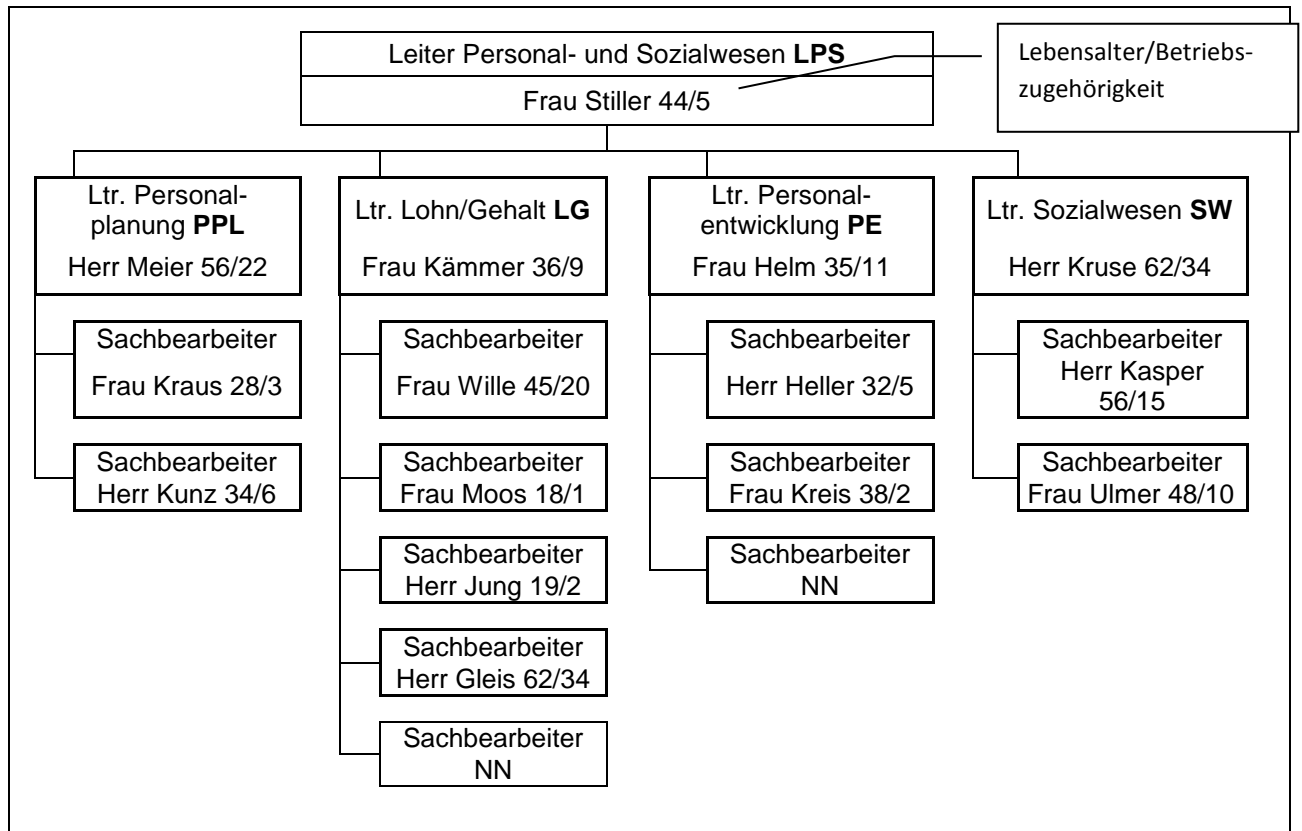 Leiter Personal- und Sozialwesen LPS
Frau Stiller 44/5
Lebensalter/Betriebs-
zugehörigkeit
Ltr. Personal-
planung PPL
Herr Meier 56/22
Sachbearbeiter
Frau Kraus 28/3
Sachbearbeiter
Herr Kunz 34/6
Ltr. Lohn/Gehalt LG
Frau Kämmer 36/9
Sachbearbeiter
Frau Wille 45/20
Sachbearbeiter
Frau Moos 18/1
Sachbearbeiter
Herr Jung 19/2
Sachbearbeiter
Herr Gleis 62/34
Sachbearbeiter
NN
Ltr. Personal-
entwicklung PE
Frau Helm 35/11
Sachbearbeiter
Herr Heller 32/5
Sachbearbeiter
Frau Kreis 38/2
Sachbearbeiter
NN
Ltr. Sozialwesen SW
Herr Kruse 62/34
Sachbearbeiter
Herr Kasper
56/15
Sachbearbeiter
Frau Ulmer 48/10